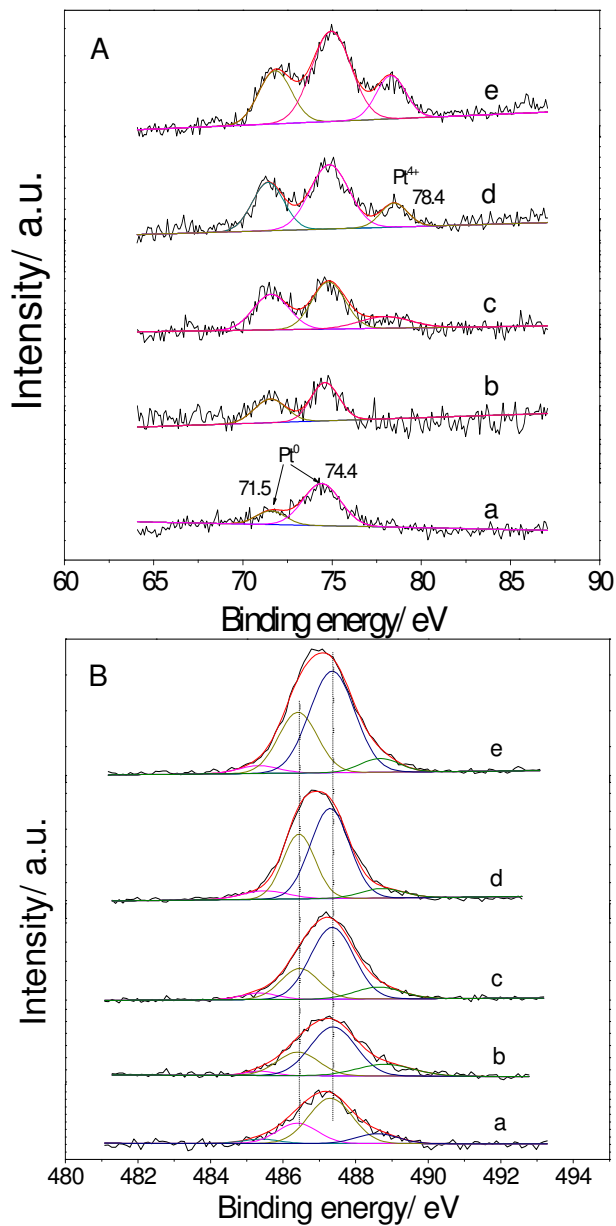 A
e
Pt4+
78.4
d
c
b
Pt0
71.5
74.4
a
Intensity/ a.u.
60 65 70 75 80 85 90
Binding energy/ eV
B
e
d
c
b
a
Intensity/ a.u.
480 482 484 486 488 490 492 494
Binding energy/ eV